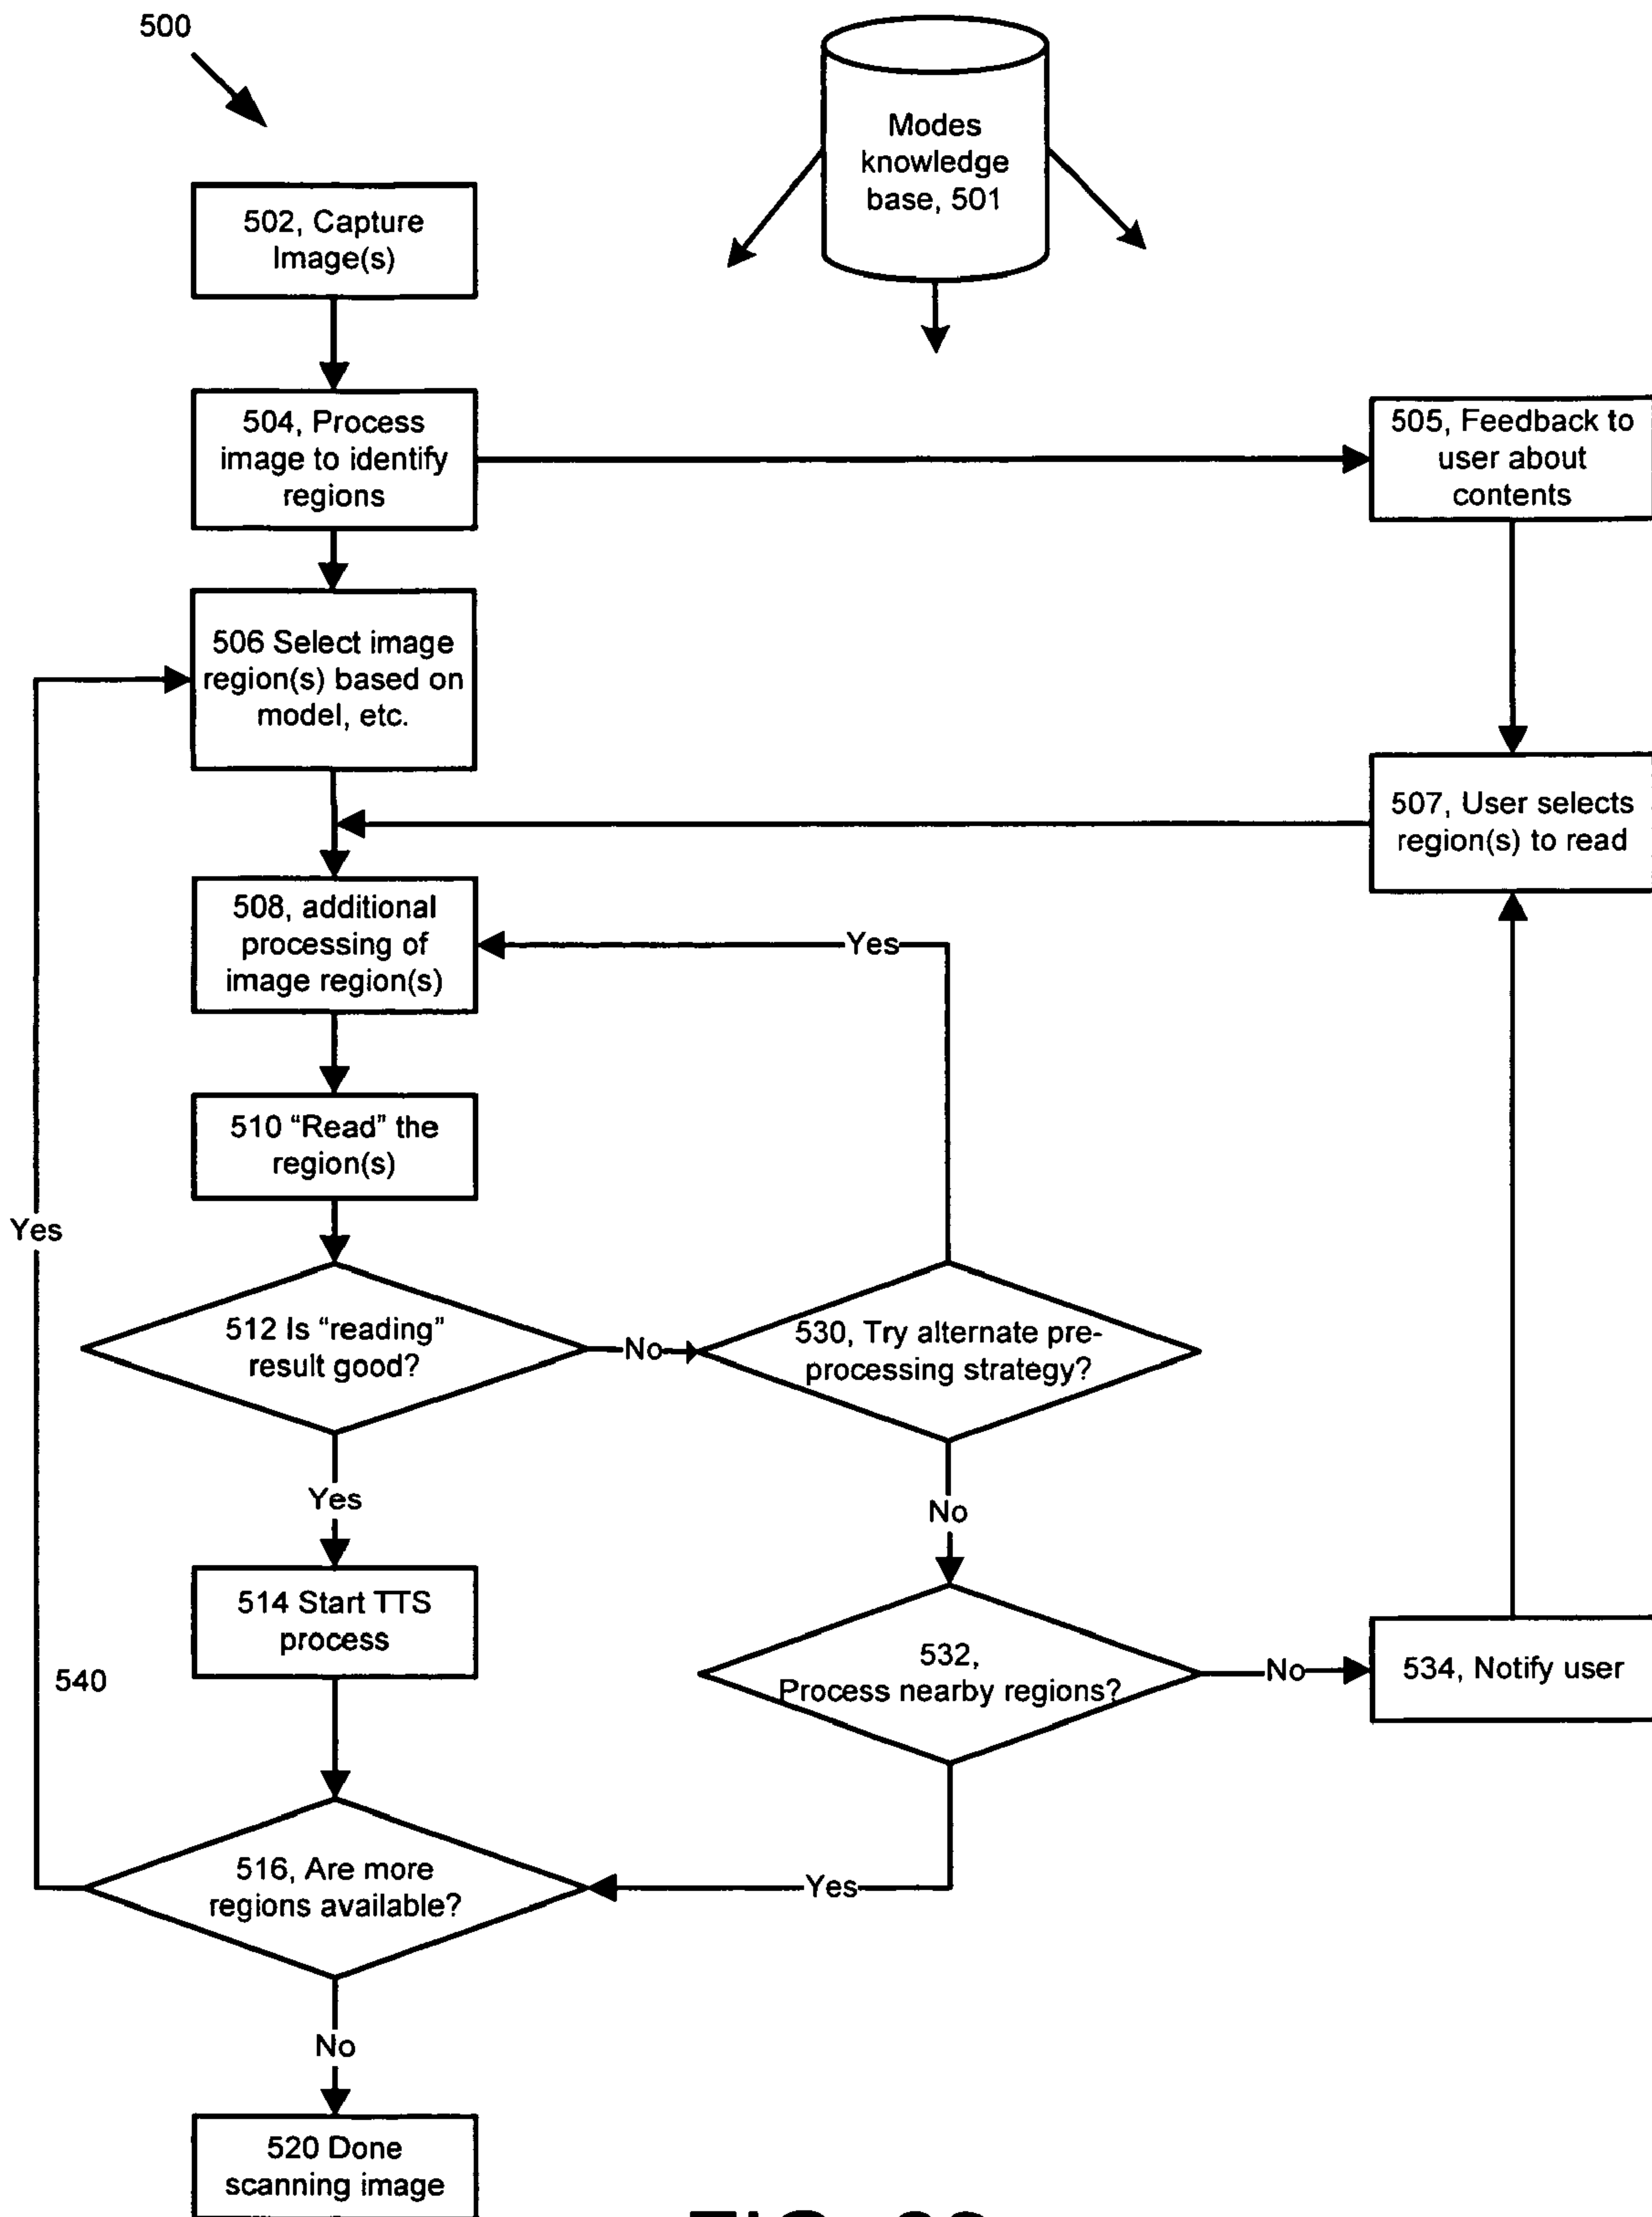 500
Modes
knowledge
base, 501
502, Capture
Image(s)
504, Process
image to identify
regions
505, Feedback to
user about
contents
506 Select image
region(s) based on
model, etc.
507, User selects
region(s) to read
508, additional
processing of
image region(s)
Yes
510 “Read” the
region(s)
Yes
512 Is “reading”
result good?
No
530, Try alternate pre-
processing strategy?
Yes
No
514 Start TTS
process
532,
Process nearby regions?
No
534, Notify user
540
516, Are more
regions available?
Yes
No
520 Done
scanning image